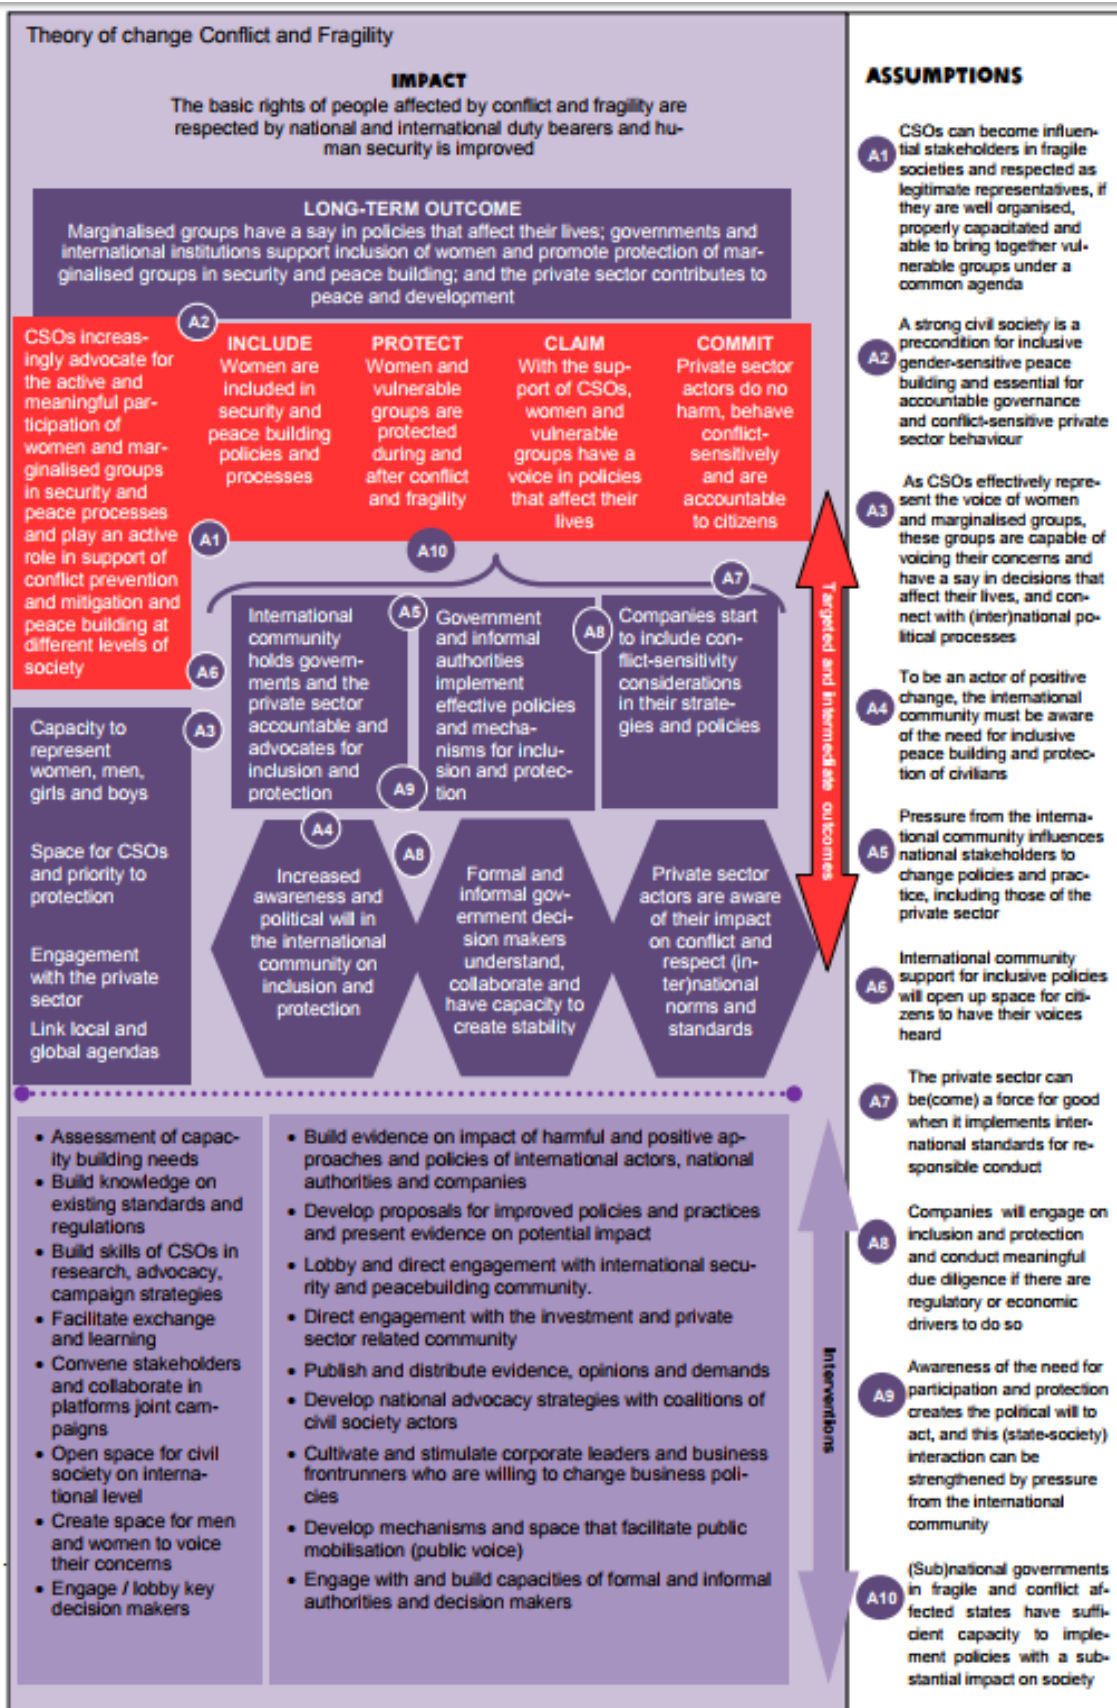 Theory of change Conflict and Fragility
IMPACT
The basic rights of people affected by conflict and fragility are
respected by national and international duty bearers and hu-
man security is improved
LONG-TERM OUTCOME
Marginalised groups have a say in policies that affect their lives; governments and
international institutions support inclusion of women and promote protection of mar-
ginalised groups in security and peace building; and the private sector contributes to
peace and development
A2
CSOs increas-
ingly advocate for
the active and
meaningful par-
ticipation of
women and mar-
ginalised groups
in security and
peace processes
and play an active
role in support of
conflict prevention
and mitigation and
peace building at
different levels of
society
INCLUDE
Women are
included in
security and
peace building
policies and
processes
PROTECT
Women and
vulnerable
groups are
protected
during and
after conflict
and fragility
CLAIM
With the sup-
port of CSOs,
women and
vulnerable
groups have a
voice in policies
that affect their
lives
COMMIT
Private sector
actors do no
harm, behave
conflict-
sensitively
and are
accountable
to citizens
A1
A10
A7
A6
A3
International
community
holds govern-
ments and the
private sector
accountable and
advocates for
inclusion and
protection
A5
Government
and informal
authorities
implement
effective policies
and mecha-
nisms for inclu-
sion and protec-
tion
A8
Companies start
to include con-
flict-sensitivity
considerations
in their strate-
gies and policies
A9
A4
A8
Targeted and intermediate outcomes
Capacity to
represent
women, men,
girls and boys
Space for CSOs
and priority to
protection
Engagement
with the private
sector
Link local and
global agendas
Increased
awareness and
political will in
the international
community on
inclusion and
protection
Formal and
informal gov-
ernment deci-
sion makers
understand,
collaborate and
have capacity to
create stability
Private sector
actors are aware
of their impact
on conflict and
respect (in-
ter)national
norms and
standards
• Assessment of capac-
ity building needs
• Build knowledge on
existing standards and
regulations
• Build skills of CSOs in
research, advocacy,
campaign strategies
• Facilitate exchange
and learning
• Convene stakeholders
and collaborate in
platforms joint cam-
paigns
• Open space for civil
society on interna-
tional level
• Create space for men
and women to voice
their concerns
• Engage / lobby key
decision makers
• Build evidence on impact of harmful and positive ap-
proaches and policies of international actors, national
authorities and companies
• Develop proposals for improved policies and practices
and present evidence on potential impact
• Lobby and direct engagement with international secu-
rity and peacebuilding community.
• Direct engagement with the investment and private
sector related community
• Publish and distribute evidence, opinions and demands
• Develop national advocacy strategies with coalitions of
civil society actors
• Cultivate and stimulate corporate leaders and business
frontrunners who are willing to change business poli-
cies
• Develop mechanisms and space that facilitate public
mobilisation (public voice)
• Engage with and build capacities of formal and informal
authorities and decision makers
Interventions
ASSUMPTIONS
A1
CSOs can become influen-
tial stakeholders in fragile
societies and respected as
legitimate representatives, if
they are well organised,
properly capacitated and
able to bring together vul-
nerable groups under a
common agenda
A2
A strong civil society is a
precondition for inclusive
gender-sensitive peace
building and essential for
accountable governance
and conflict-sensitive private
sector behaviour
A3
As CSOs effectively repre-
sent the voice of women
and marginalised groups,
these groups are capable of
voicing their concerns and
have a say in decisions that
affect their lives, and con-
nect with (inter)national po-
litical processes
A4
To be an actor of positive
change, the international
community must be aware
of the need for inclusive
peace building and protec-
tion of civilians
A5
Pressure from the interna-
tional community influences
national stakeholders to
change policies and prac-
tice, including those of the
private sector
A6
International community
support for inclusive policies
will open up space for citi-
zens to have their voices
heard
A7
The private sector can
be(come) a force for good
when it implements inter-
national standards for re-
sponsible conduct
A8
Companies will engage on
inclusion and protection
and conduct meaningful
due diligence if there are
regulatory or economic
drivers to do so
A9
Awareness of the need for
participation and protection
creates the political will to
act, and this (state-society)
interaction can be
strengthened by pressure
from the international
community
A10
(Sub)national governments
in fragile and conflict af-
fected states have suffi-
cient capacity to imple-
ment policies with a sub-
stantial impact on society